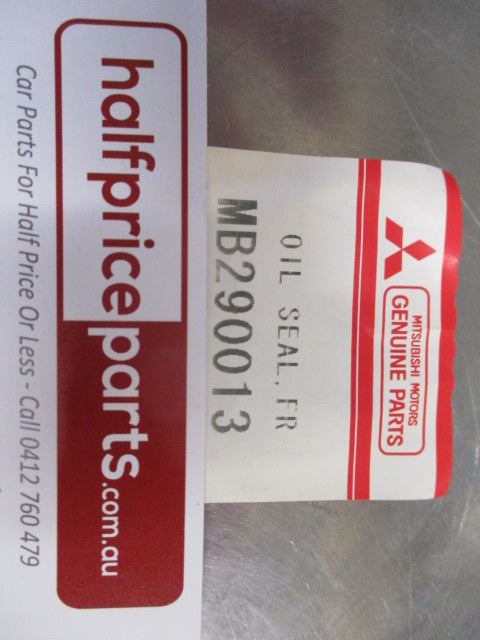 halfpriceparts.com.au
Car Parts For Half Price Or Less - Call 0412 760 479
MITSUBISHI MOTORS
GENUINE PARTS
OIL SEAL, FR
MB290013